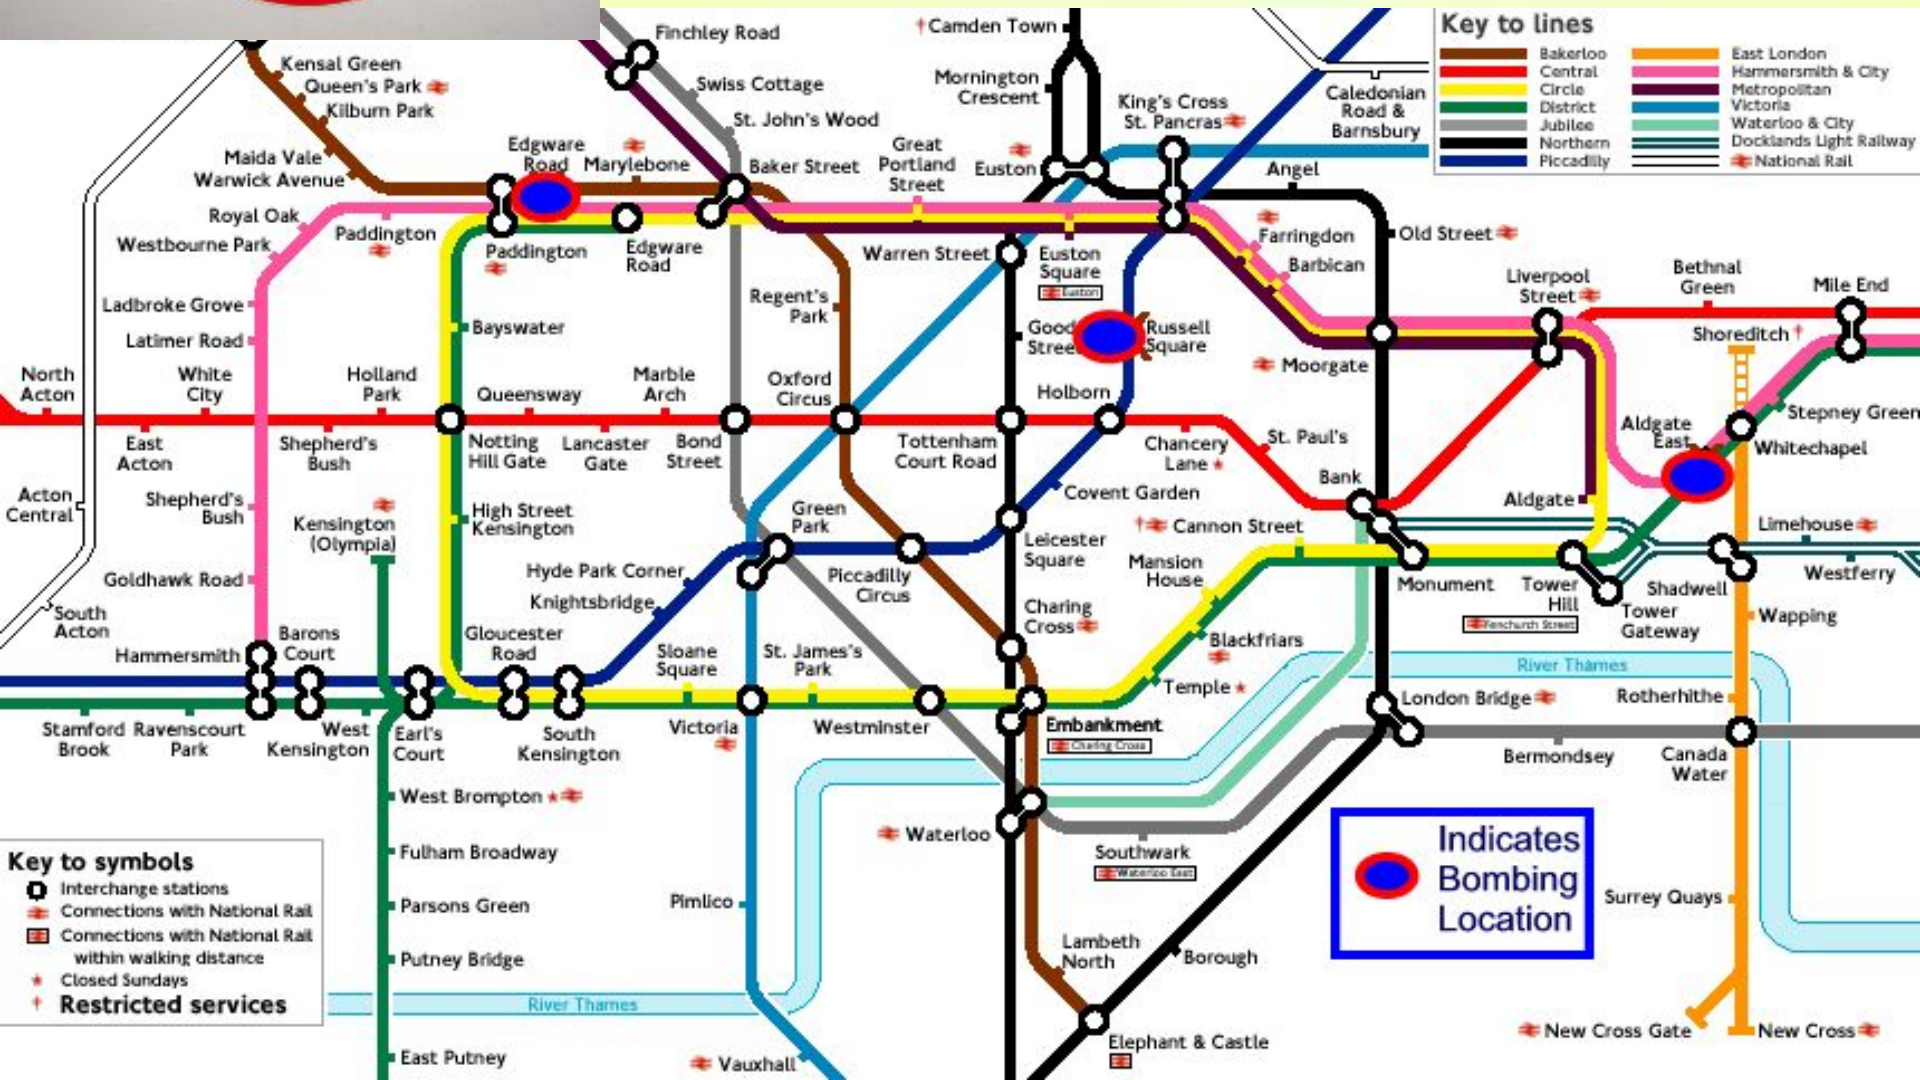 Finchley Road
†Camden Town
Key to lines
Bakerloo
Central
Circle
District
Jubilee
Northern
Piccadilly
East London
Hammersmith & City
Metropolitan
Victoria
Waterloo & City
Docklands Light Railway
National Rail
Kensal Green
Queen's Park
Kilburn Park
Swiss Cottage
Mornington
Crescent
King's Cross
St. Pancras
Caledonian
Road &
Barnsbury
St. John's Wood
Maida Vale
Warwick Avenue
Edgware
Road
Marylebone
Baker Street
Great
Portland
Street
Euston
Angel
Royal Oak
Westbourne Park
Paddington
Paddington
Edgware
Road
Warren Street
Euston
Square
Euston
Farringdon
Barbican
Old Street
Liverpool
Street
Bethnal
Green
Mile End
Ladbroke Grove
Latimer Road
Bayswater
Regent's
Park
Russell
Square
Moorgate
Shoreditch †
North
Acton
White
City
Holland
Park
Queensway
Marble
Arch
Oxford
Circus
Holborn
East
Acton
Shepherd's
Bush
Notting
Hill Gate
Lancaster
Gate
Bond
Street
Tottenham
Court Road
Chancery
Lane
St. Paul's
Bank
Aldgate
East
Stepney Green
Whitechapel
Acton
Central
Shepherd's
Bush
Kensington
(Olympia)
High Street
Kensington
Green
Park
Covent Garden
† Cannon Street
Aldgate
Limehouse
Goldhawk Road
Hyde Park Corner
Knightsbridge
Piccadilly
Circus
Leicester
Square
Mansion
House
Monument
Tower
Hill
Fenchurch Street
Tower
Gateway
Shadwell
Westferry
South
Acton
Hammersmith
Barons
Court
Gloucester
Road
Sloane
Square
St. James's
Park
Charing
Cross
Blackfriars
Temple
Wapping
River Thames
London Bridge
Rotherhithe
Stamford
Brook
Ravenscourt
Park
West
Kensington
Earl's
Court
South
Kensington
Victoria
Westminster
Embankment
Charing Cross
Bermondsey
Canada
Water
West Brompton
Waterloo
Southwark
Waterloo East
Fulham Broadway
Parsons Green
Putney Bridge
East Putney
Pimlico
Vauxhall
Lambeth
North
Borough
Elephant & Castle
Surrey Quays
New Cross Gate
New Cross
River Thames
Key to symbols
Interchange stations
Connections with National Rail
Connections with National Rail
within walking distance
Closed Sundays
† Restricted services
Indicates
Bombing
Location